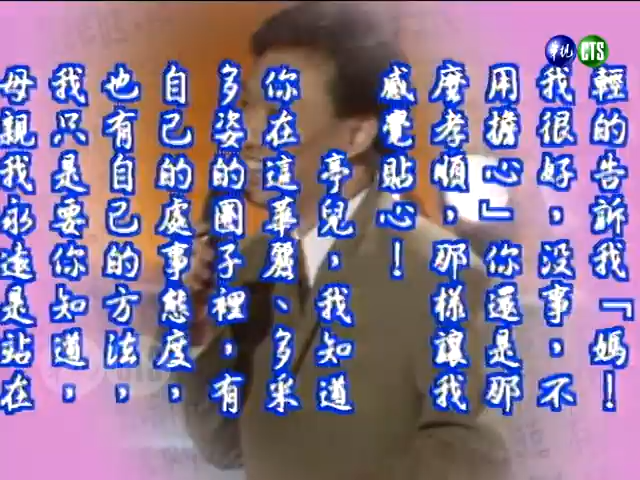 華視 CTS
輕的告訴我『媽！
我很好，沒事，不
用擔心』你還是那
麼孝順，那樣讓我
感覺貼心！
亭兒，我知道
你在這華麗、多采
多姿的圈子裡，有
自己的處事態度，
也有自己的方法，
我只是要你知道，
母親我永遠是站在